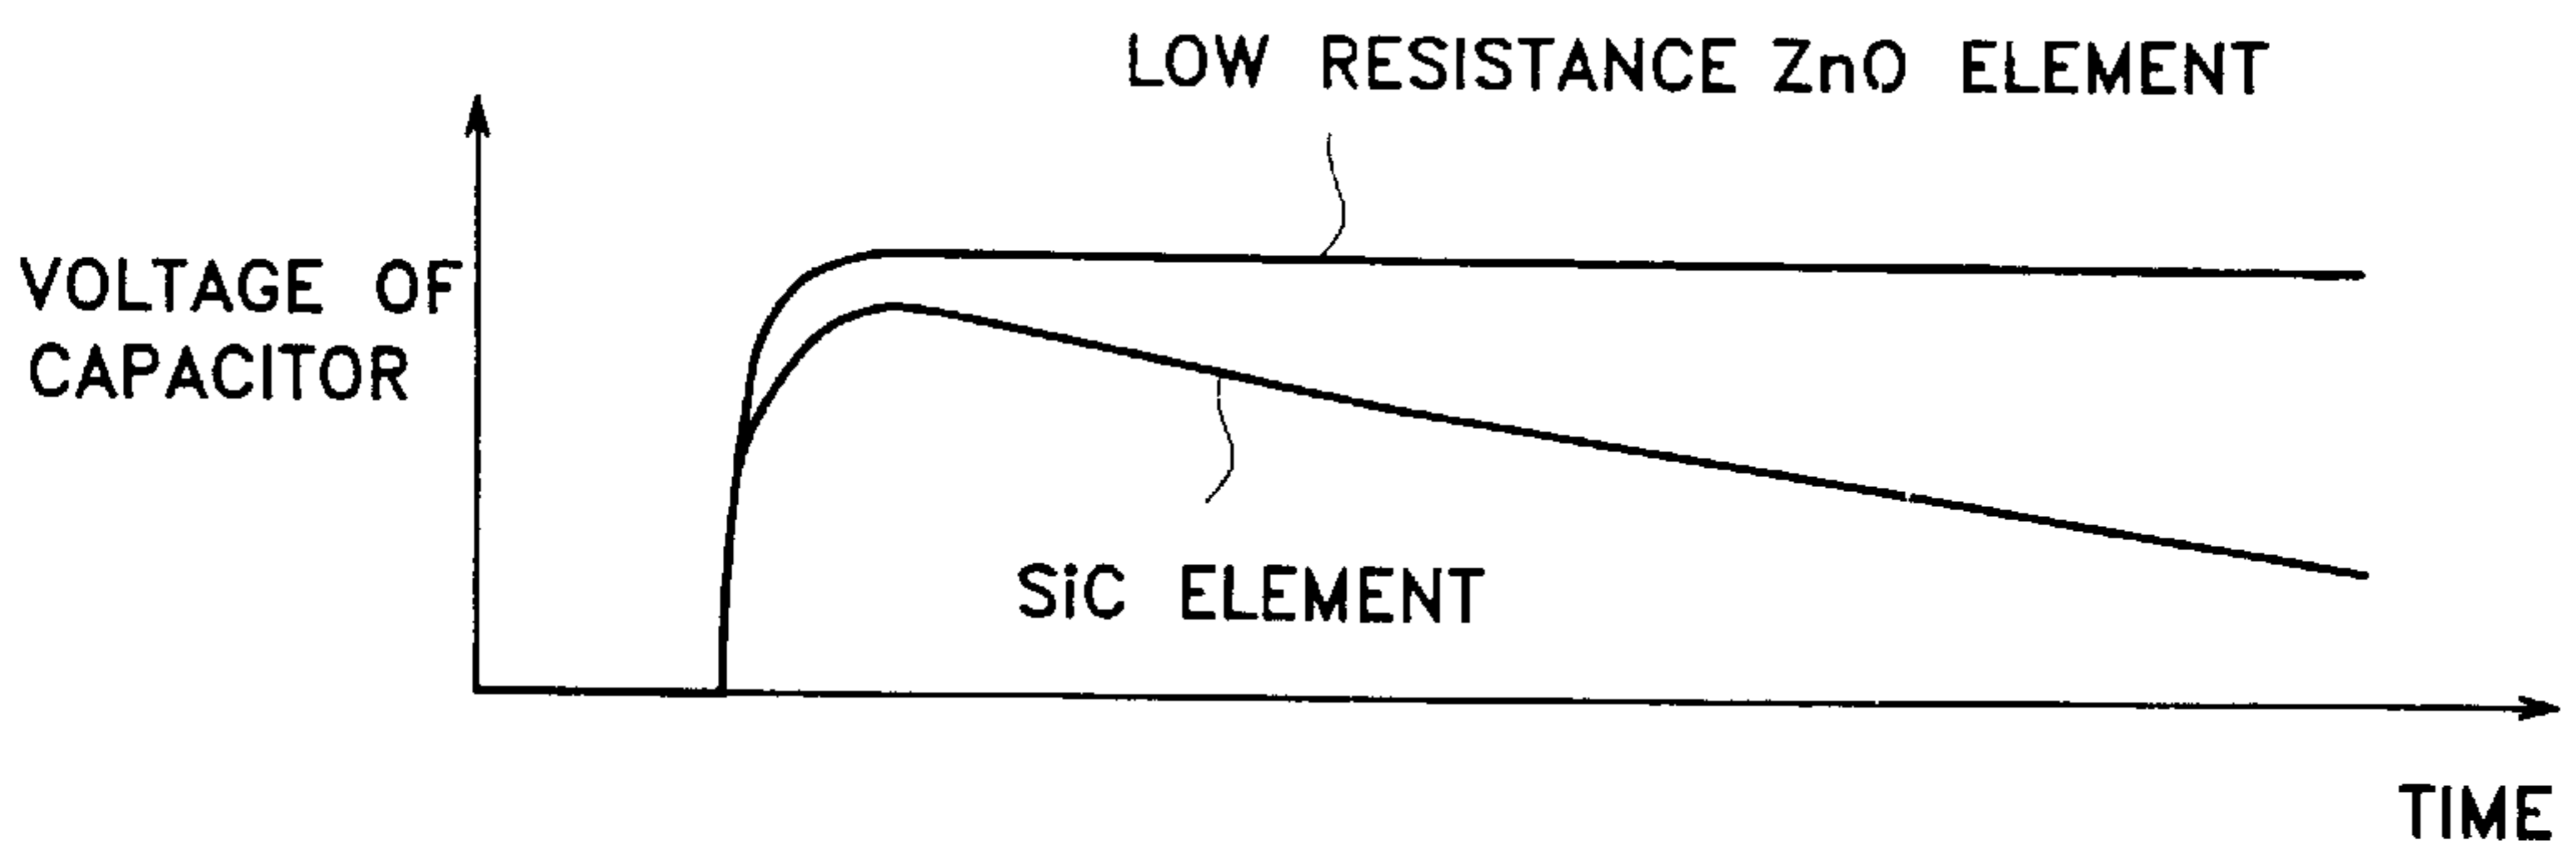 LOW RESISTANCE ZnO ELEMENT
VOLTAGE OF
CAPACITOR
SiC ELEMENT
TIME